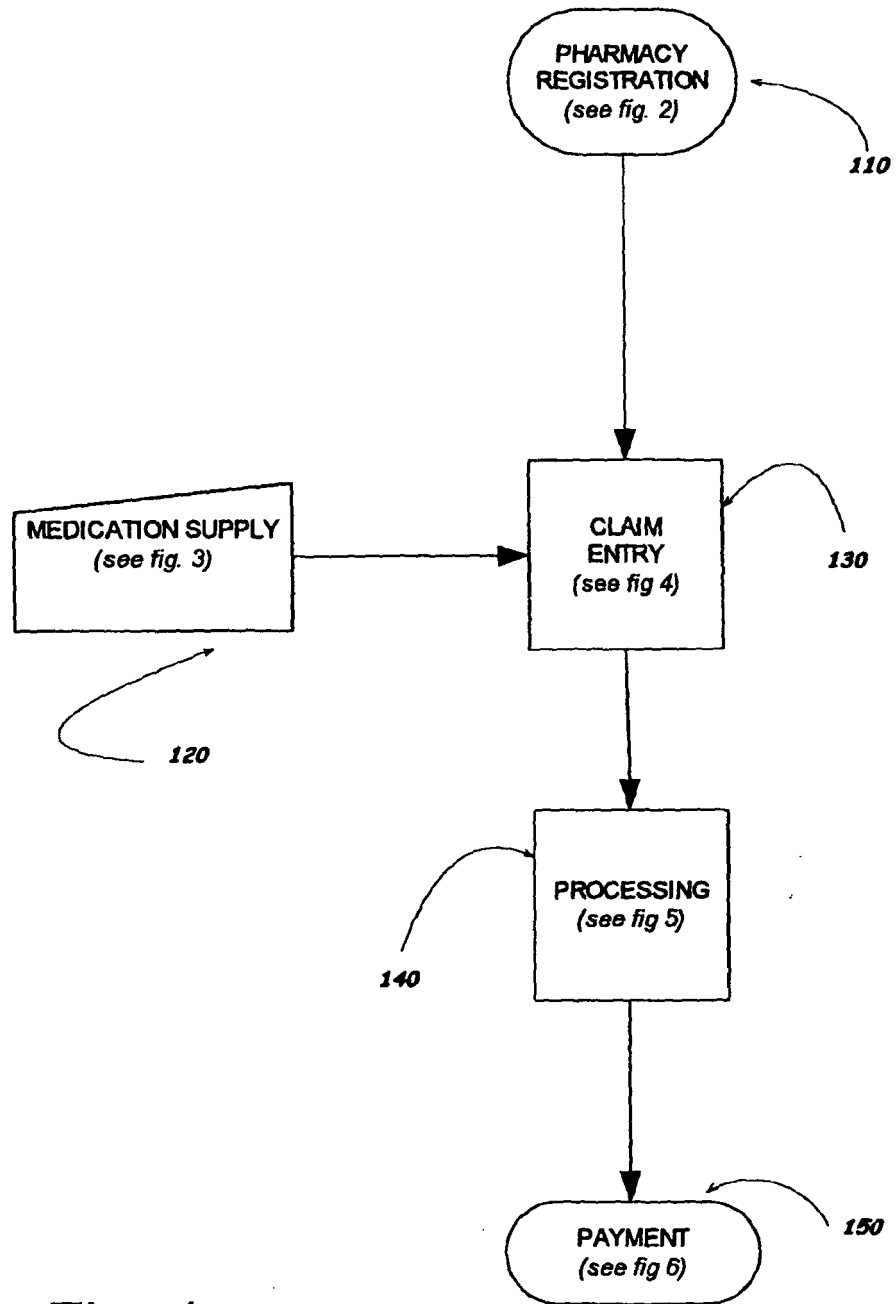 PHARMACY
REGISTRATION
(see fig. 2)
110
MEDICATION SUPPLY
(see fig. 3)
120
CLAIM
ENTRY
(see fig 4)
130
PROCESSING
(see fig 5)
140
PAYMENT
(see fig 6)
150